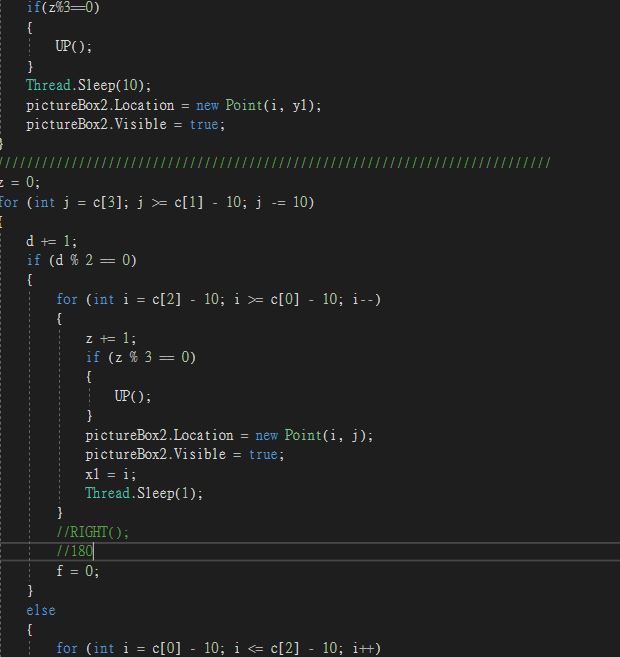 if(z%3==0)
{
UP();
}
Thread.Sleep(10);
pictureBox2.Location = new Point(i, y1);
pictureBox2.Visible = true;
}
//////////////////////////////////////////////////////////////////////////////
z = 0;
for (int j = c[3]; j >= c[1] - 10; j -= 10)
{
d += 1;
if (d % 2 == 0)
{
for (int i = c[2] - 10; i >= c[0] - 10; i--)
{
z += 1;
if (z % 3 == 0)
{
UP();
}
pictureBox2.Location = new Point(i, j);
pictureBox2.Visible = true;
x1 = i;
Thread.Sleep(1);
}
//RIGHT();
//180
f = 0;
}
else
{
for (int i = c[0] - 10; i <= c[2] - 10; i++)